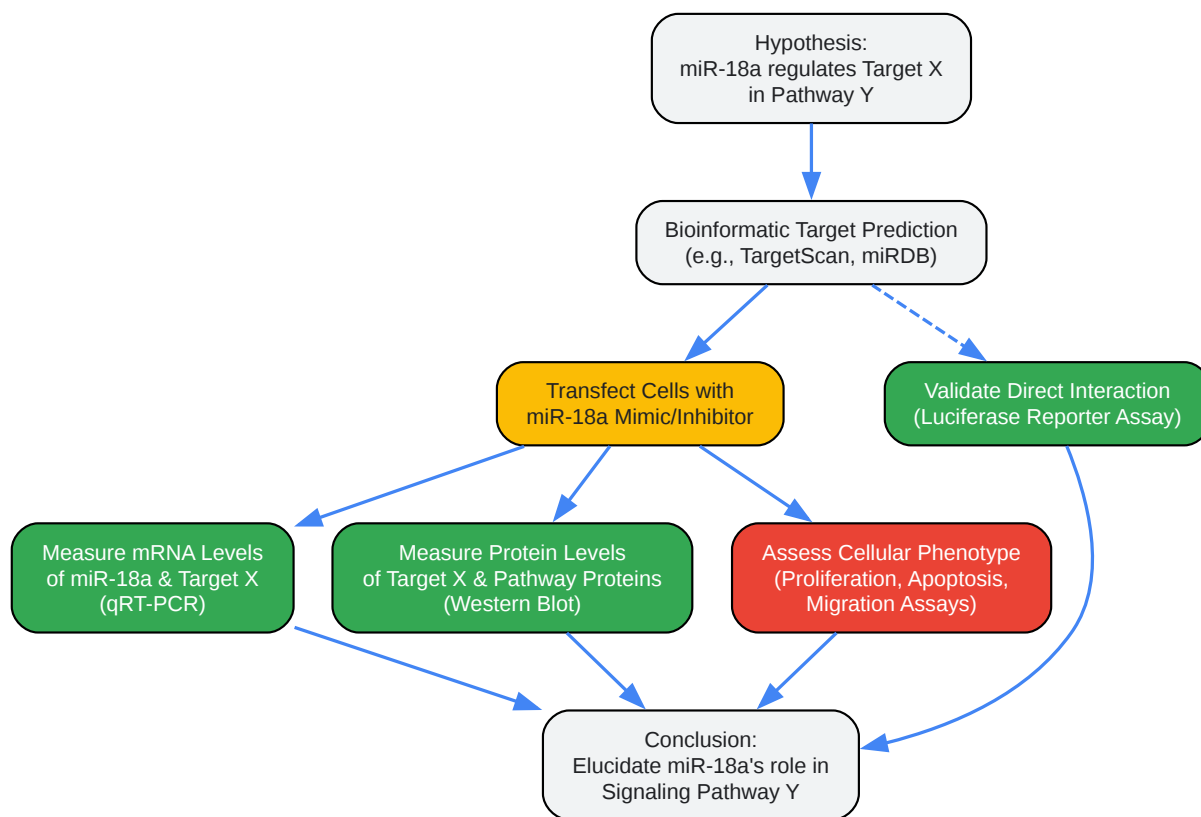 Hypothesis:
miR-18a regulates Target X
in Pathway Y
Bioinformatic Target Prediction
(e.g., TargetScan, miRDB)
Transfect Cells with
miR-18a Mimic/Inhibitor
Validate Direct Interaction
(Luciferase Reporter Assay)
Measure mRNA Levels
of miR-18a & Target X
(qRT-PCR)
Measure Protein Levels
of Target X & Pathway Proteins
(Western Blot)
Assess Cellular Phenotype
(Proliferation, Apoptosis,
Migration Assays)
Conclusion:
Elucidate miR-18a's role in
Signaling Pathway Y